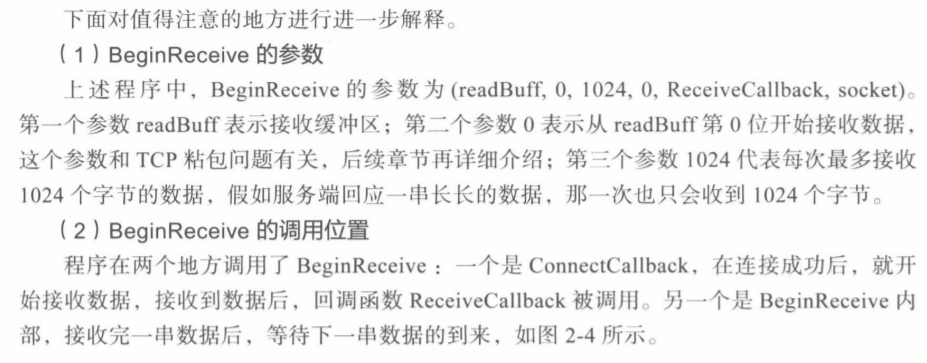 下面对值得注意的地方进行进一步解释。
（1）BeginReceive 的参数
上述程序中，BeginReceive 的参数为 (readBuff, 0, 1024, 0, ReceiveCallback, socket)。
第一个参数 readBuff 表示接收缓冲区；第二个参数 0 表示从 readBuff 第 0 位开始接收数据，
这个参数和 TCP 粘包问题有关，后续章节再详细介绍；第三个参数 1024 代表每次最多接收
1024 个字节的数据，假如服务端回应一串长长的数据，那一次也只会收到 1024 个字节。
（2）BeginReceive 的调用位置
程序在两个地方调用了 BeginReceive ：一个是 ConnectCallback，在连接成功后，就开
始接收数据，接收到数据后，回调函数 ReceiveCallback 被调用。另一个是 BeginReceive 内
部，接收完一串数据后，等待下一串数据的到来，如图 2-4 所示。